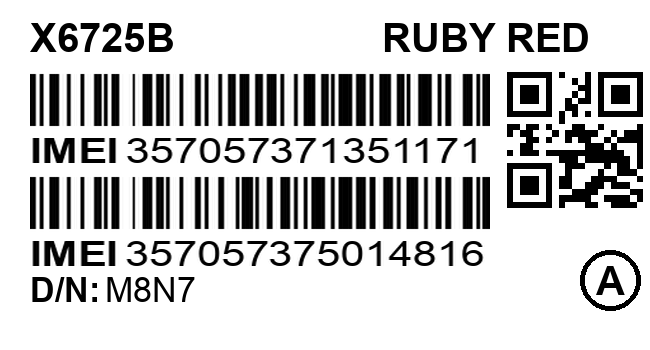 X6725B RUBY RED
IMEI 357057371351171
IMEI 357057375014816
D/N: M8N7
A